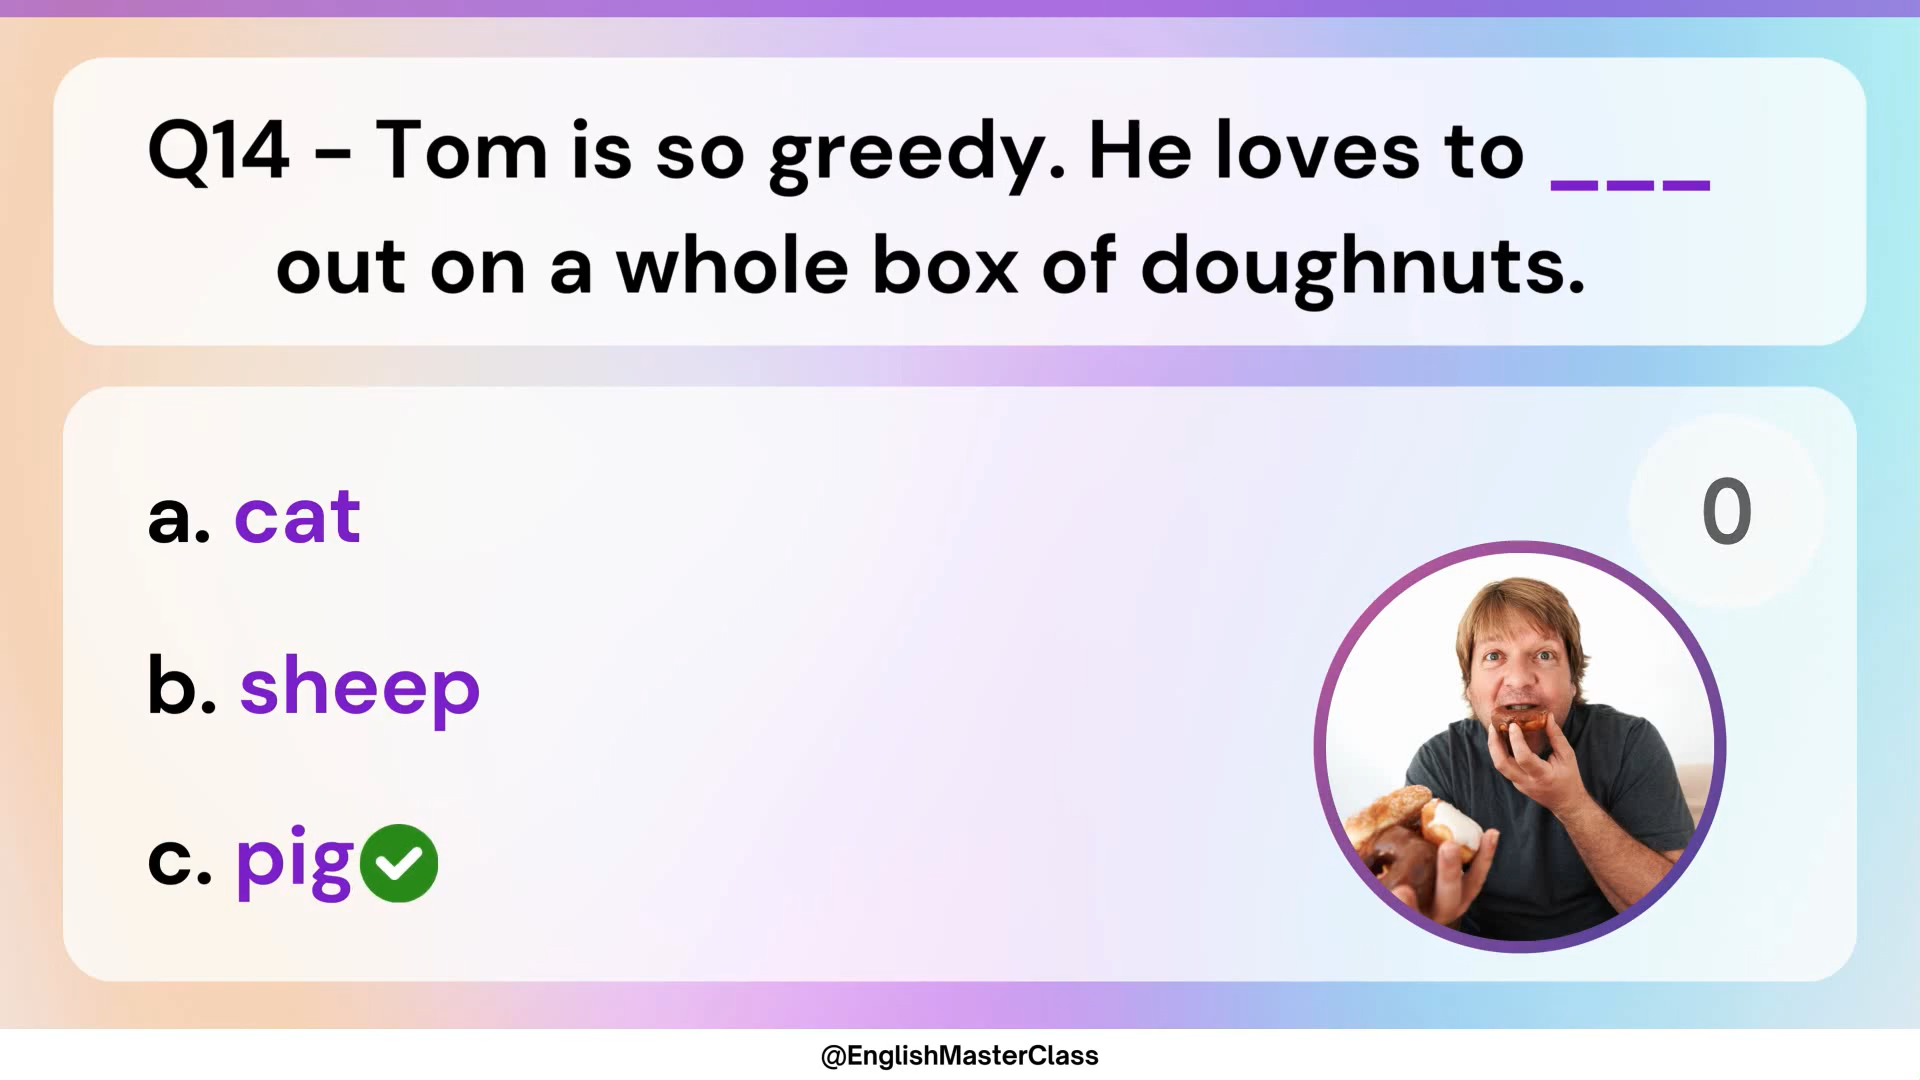 Q14 - Tom is so greedy. He loves to ___
out on a whole box of doughnuts.
a. cat
0
b. sheep
c. pig
@EnglishMasterClass